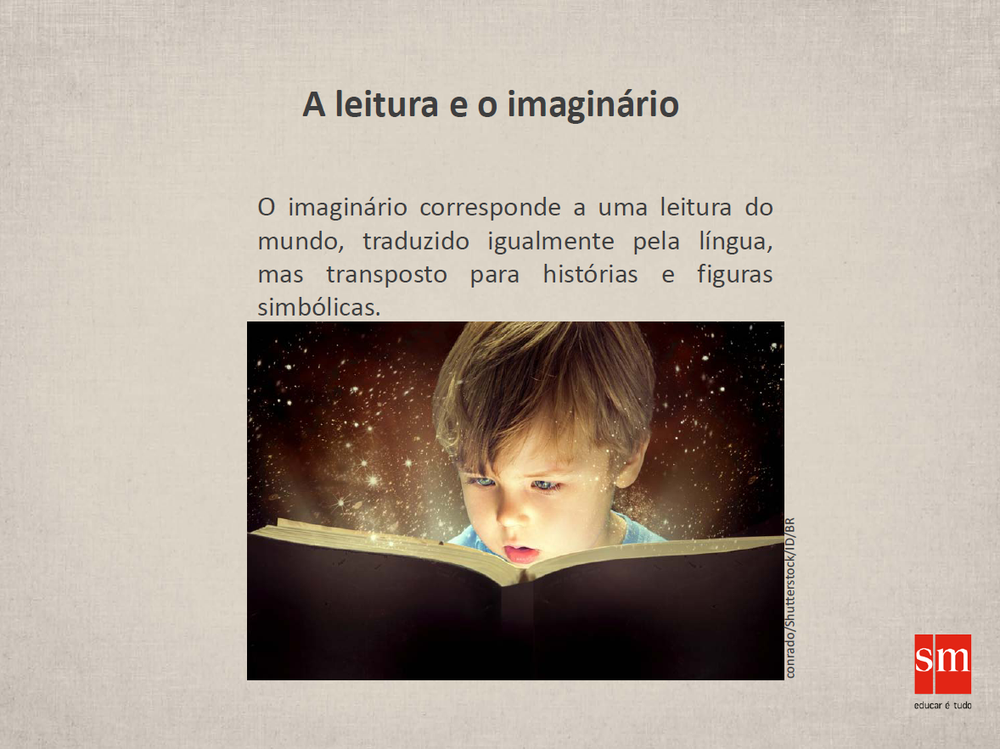 A leitura e o imaginário
O imaginário corresponde a uma leitura do
mundo, traduzido igualmente pela língua,
mas transposto para histórias e figuras
simbólicas.
conrado/Shutterstock/ID/BR
sm
educar é tudo